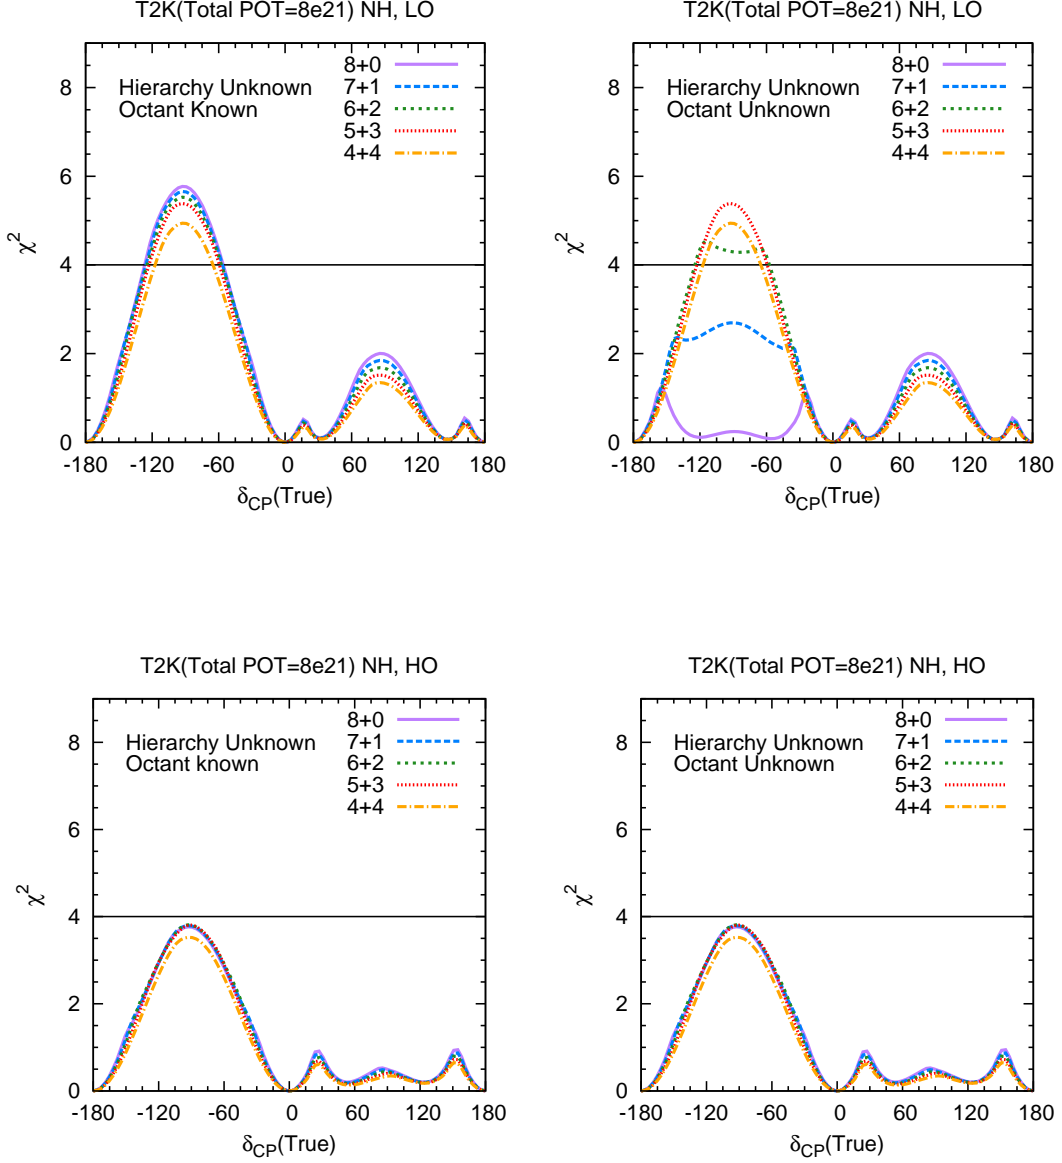 T2K(Total POT=8e21) NH, LO
8+0
Hierarchy Unknown 7+1
Octant Known 6+2
5+3
4+4
8
6
4
2
0
χ2
-180 -120 -60 0 60 120 180
δCP(True)
T2K(Total POT=8e21) NH, LO
8+0
Hierarchy Unknown 7+1
Octant Unknown 6+2
5+3
4+4
8
6
4
2
0
χ2
-180 -120 -60 0 60 120 180
δCP(True)
T2K(Total POT=8e21) NH, HO
8+0
Hierarchy Unknown 7+1
Octant known 6+2
5+3
4+4
8
6
4
2
0
χ2
-180 -120 -60 0 60 120 180
δCP(True)
T2K(Total POT=8e21) NH, HO
8+0
Hierarchy Unknown 7+1
Octant Unknown 6+2
5+3
4+4
8
6
4
2
0
χ2
-180 -120 -60 0 60 120 180
δCP(True)